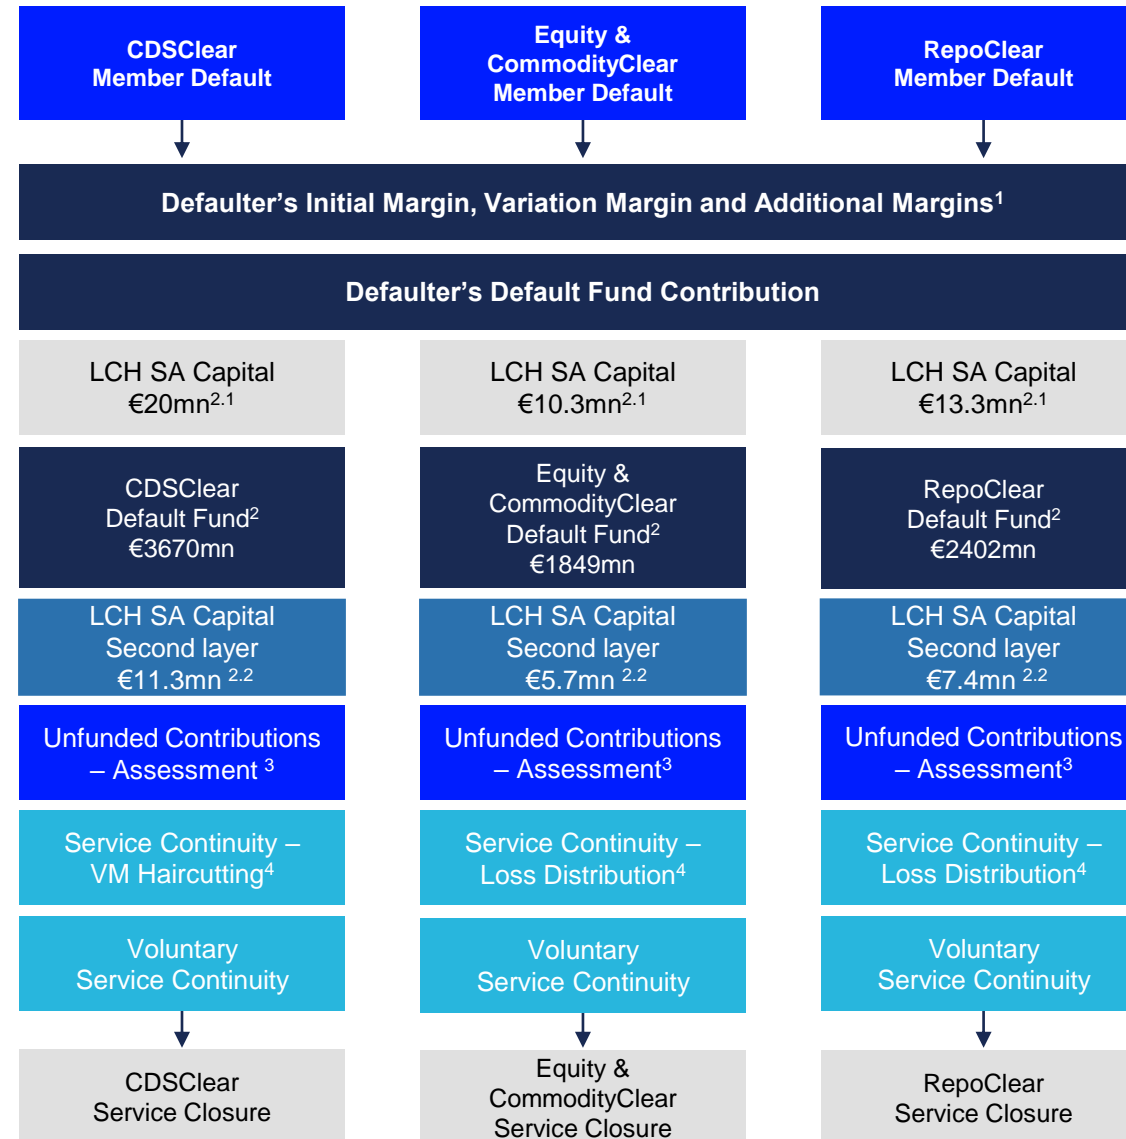 CDSClear
Member Default
Equity &
CommodityClear
Member Default
RepoClear
Member Default
Defaulter’s Initial Margin, Variation Margin and Additional Margins1
Defaulter’s Default Fund Contribution
LCH SA Capital
€20mn2.1
LCH SA Capital
€10.3mn2.1
LCH SA Capital
€13.3mn2.1
CDSClear
Default Fund2
€3670mn
Equity &
CommodityClear
Default Fund2
€1849mn
RepoClear
Default Fund2
€2402mn
LCH SA Capital
Second layer
€11.3mn 2.2
LCH SA Capital
Second layer
€5.7mn 2.2
LCH SA Capital
Second layer
€7.4mn 2.2
Unfunded Contributions
– Assessment 3
Unfunded Contributions
– Assessment3
Unfunded Contributions
– Assessment3
Service Continuity –
VM Haircutting4
Service Continuity –
Loss Distribution4
Service Continuity –
Loss Distribution4
Voluntary
Service Continuity
Voluntary
Service Continuity
Voluntary
Service Continuity
CDSClear
Service Closure
Equity &
CommodityClear
Service Closure
RepoClear
Service Closure